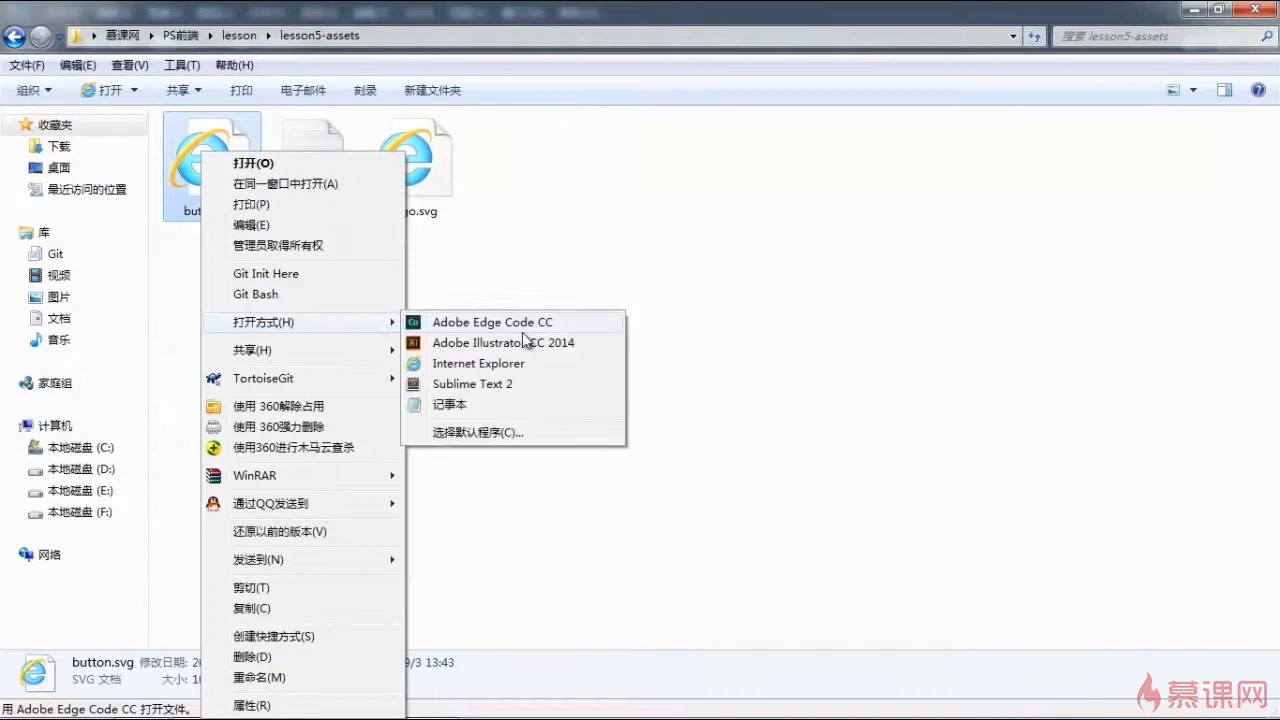 慕课网 PS前端 lesson lesson5-assets
搜索 lesson5-assets
文件(F) 编辑(E) 查看(V) 工具(T) 帮助(H)
组织 打开 共享 打印 电子邮件 刻录 新建文件夹
收藏夹
下载
桌面
最近访问的位置
库
Git
视频
图片
文档
音乐
家庭组
计算机
本地磁盘 (C:)
本地磁盘 (D:)
本地磁盘 (E:)
本地磁盘 (F:)
网络
go.svg
打开(O)
在同一窗口中打开(A)
打印(P)
编辑(E)
管理员取得所有权
Git Init Here
Git Bash
打开方式(H)
共享(H)
TortoiseGit
使用 360解除占用
使用 360强力删除
使用360进行木马云查杀
WinRAR
通过QQ发送到
还原以前的版本(V)
发送到(N)
剪切(T)
复制(C)
创建快捷方式(S)
删除(D)
重命名(M)
属性(R)
Adobe Edge Code CC
Adobe Illustrator CC 2014
Internet Explorer
Sublime Text 2
记事本
选择默认程序(C)...
button.svg 修改日期: 9/3 13:43
SVG 文档 大小:
用 Adobe Edge Code CC 打开文件。
慕课网